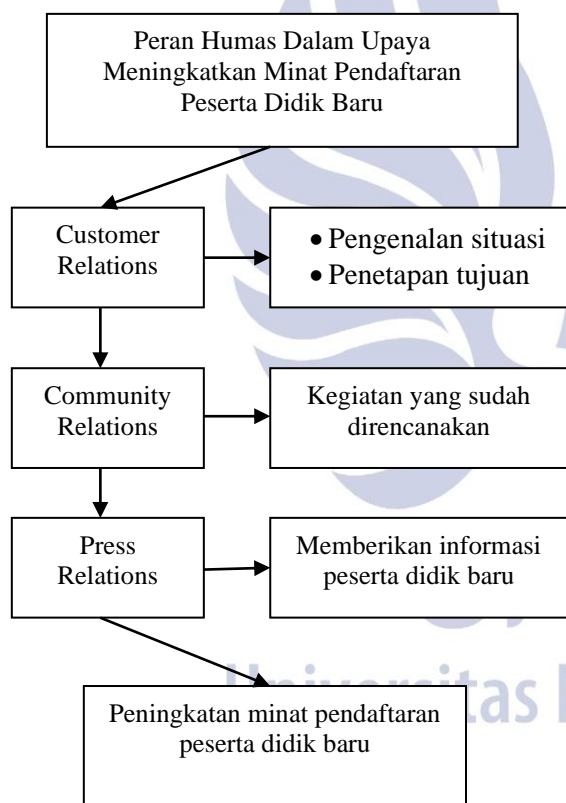 Peran Humas Dalam Upaya
Meningkatkan Minat Pendaftaran
Peserta Didik Baru
Customer
Relations
• Pengenalan situasi
• Penetapan tujuan
Community
Relations
Kegiatan yang sudah
direncanakan
Press
Relations
Memberikan informasi
peserta didik baru
Peningkatan minat pendaftaran
peserta didik baru